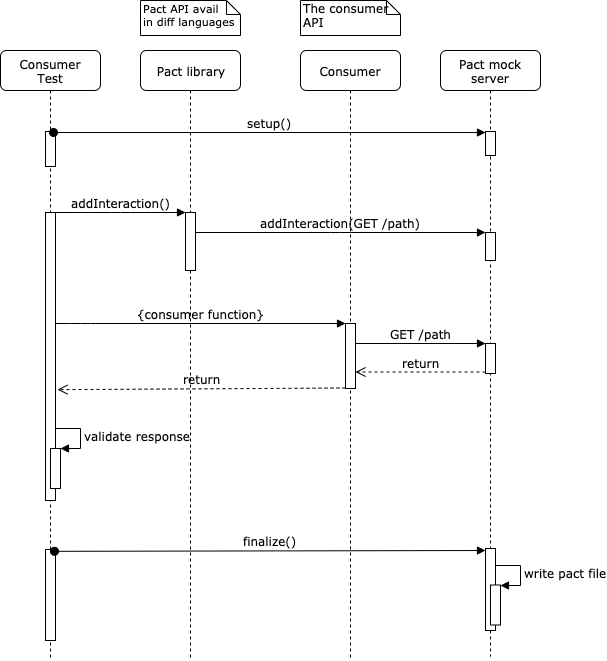 Pact API avail
in diff languages
The consumer
API
Consumer
Test
Pact library
Consumer
Pact mock
server
setup()
addInteraction()
addInteraction(GET /path)
{consumer function}
GET /path
return
return
validate response
finalize()
write pact file